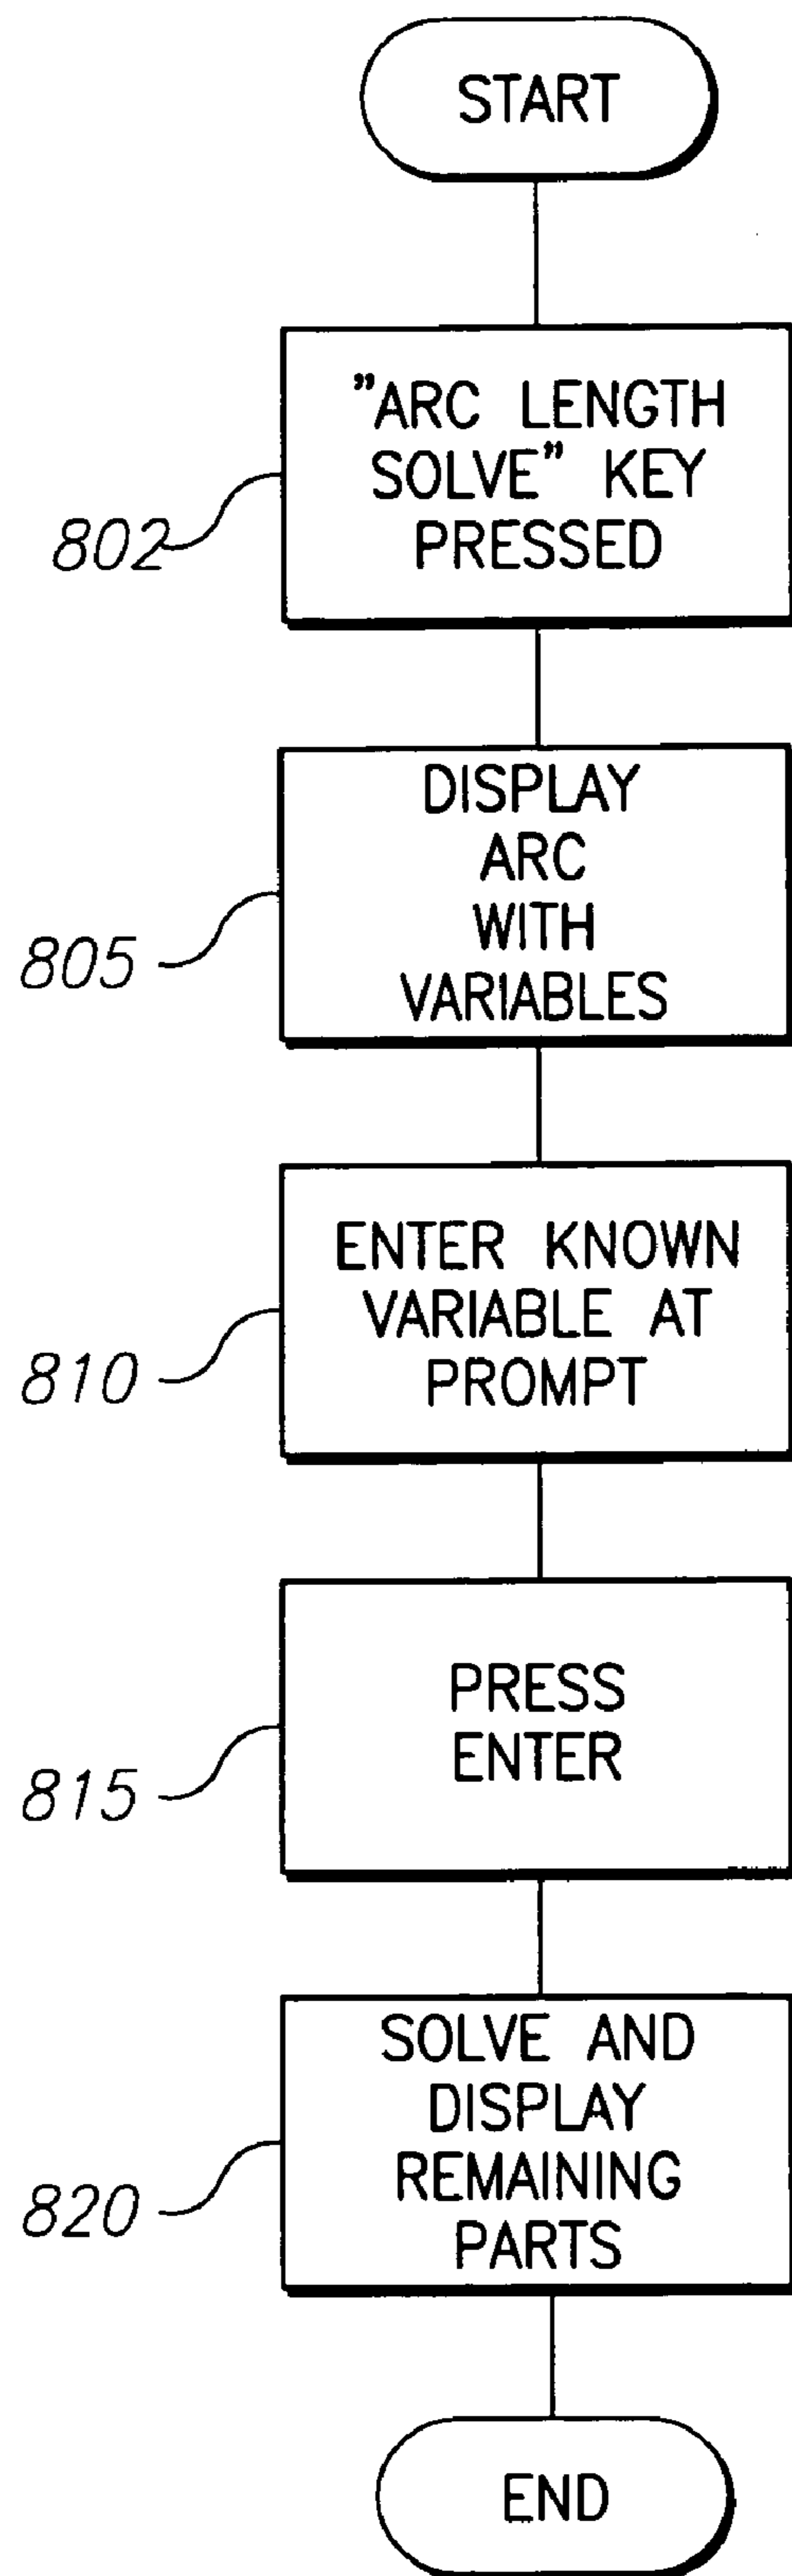 START
"ARC LENGTH
SOLVE" KEY
PRESSED
802
DISPLAY
ARC
WITH
VARIABLES
805
ENTER KNOWN
VARIABLE AT
PROMPT
810
PRESS
ENTER
815
SOLVE AND
DISPLAY
REMAINING
PARTS
820
END